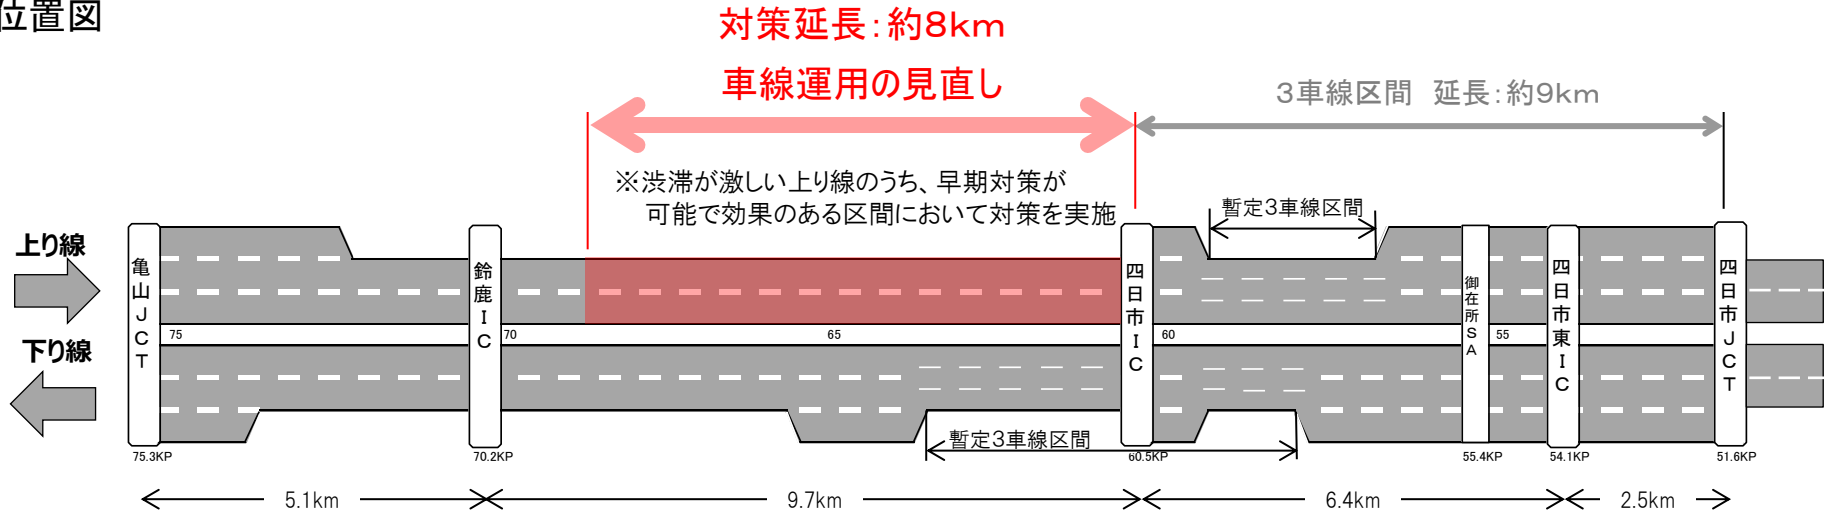 位置図
対策延長：約8km
車線運用の見直し
3車線区間　延長：約9km
※渋滞が激しい上り線のうち、早期対策が
可能で効果のある区間において対策を実施
暫定3車線区間
上り線
下り線
亀山JCT
鈴鹿IC
四日市IC
御在所SA
四日市東IC
四日市JCT
75
70
65
60
55
暫定3車線区間
75.3KP
70.2KP
60.5KP
55.4KP
54.1KP
51.6KP
5.1km
9.7km
6.4km
2.5km